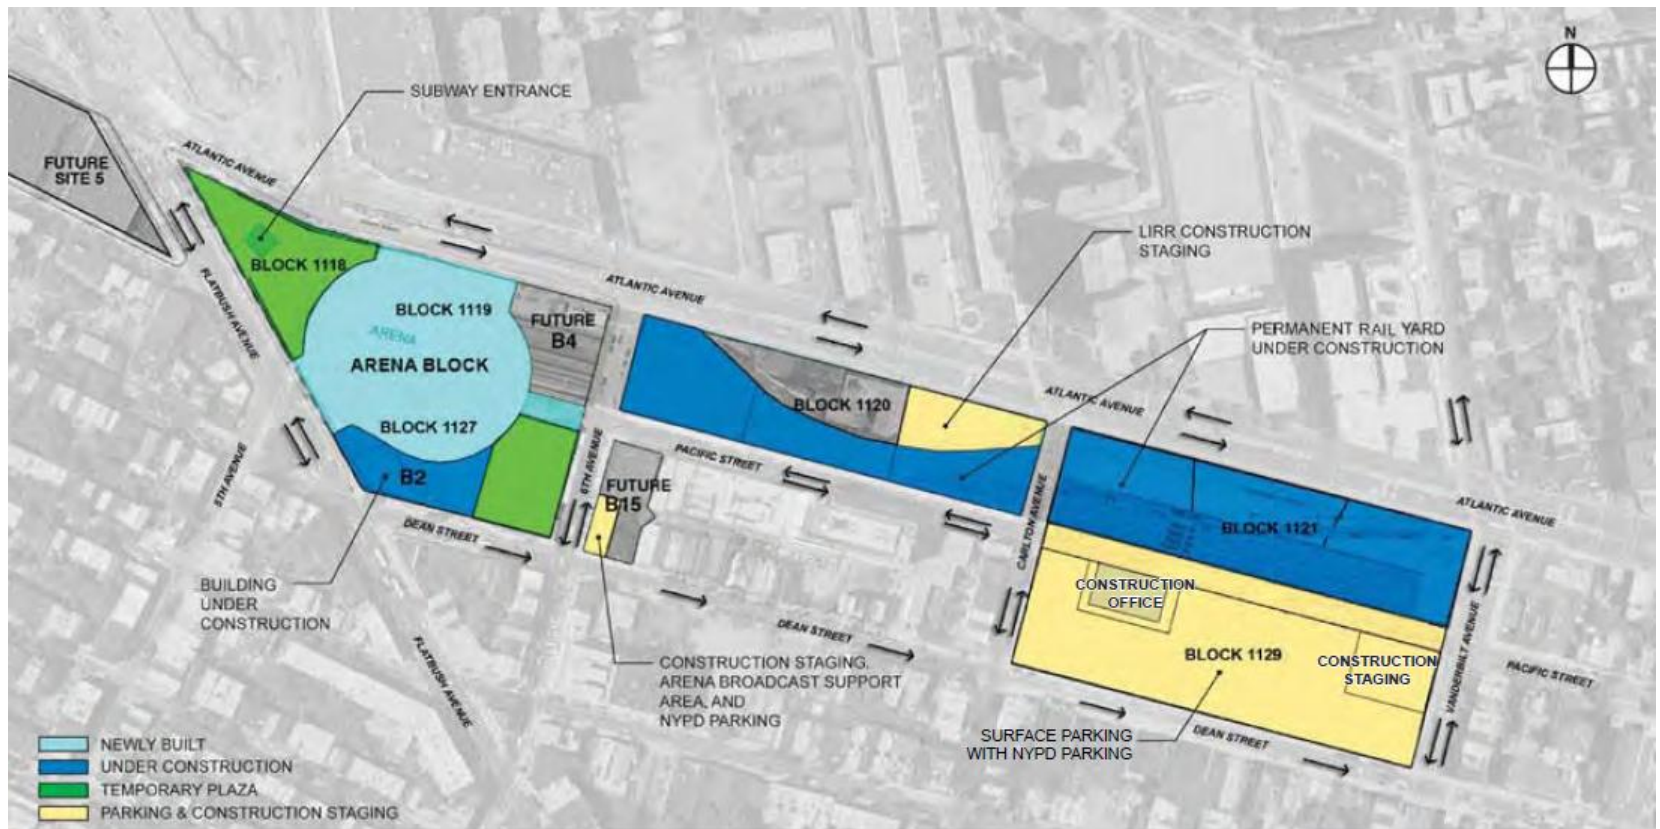 N
SUBWAY ENTRANCE
FUTURE
SITE 5
ATLANTIC AVENUE
BLOCK 1118
FLATBUSH AVENUE
BLOCK 1119
ARENA
ARENA BLOCK
BLOCK 1127
B2
FUTURE
B4
ATLANTIC AVENUE
LIRR CONSTRUCTION
STAGING
PERMANENT RAIL YARD
UNDER CONSTRUCTION
BLOCK 1120
ATLANTIC AVENUE
PACIFIC STREET
6TH AVENUE
FUTURE
B15
5TH AVENUE
DEAN STREET
CARLTON AVENUE
BLOCK 1121
ATLANTIC AVENUE
BUILDING
UNDER
CONSTRUCTION
CONSTRUCTION
OFFICE
DEAN STREET
FLATBUSH AVENUE
CONSTRUCTION STAGING,
ARENA BROADCAST SUPPORT
AREA, AND
NYPD PARKING
BLOCK 1129
CONSTRUCTION
STAGING
VANDERBILT AVENUE
PACIFIC STREET
SURFACE PARKING
WITH NYPD PARKING
DEAN STREET
NEWLY BUILT
UNDER CONSTRUCTION
TEMPORARY PLAZA
PARKING & CONSTRUCTION STAGING